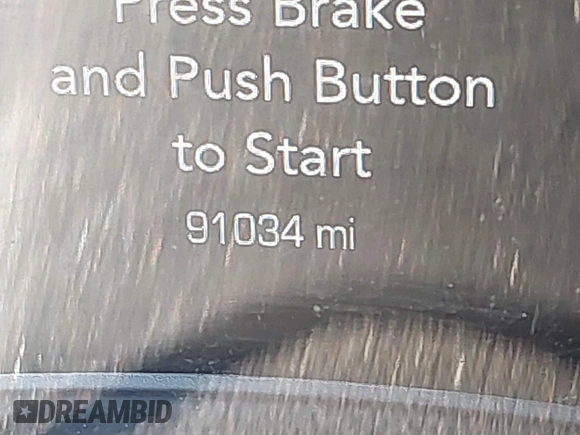 Press Brake
and Push Button
to Start
91034 mi
DREAMBID